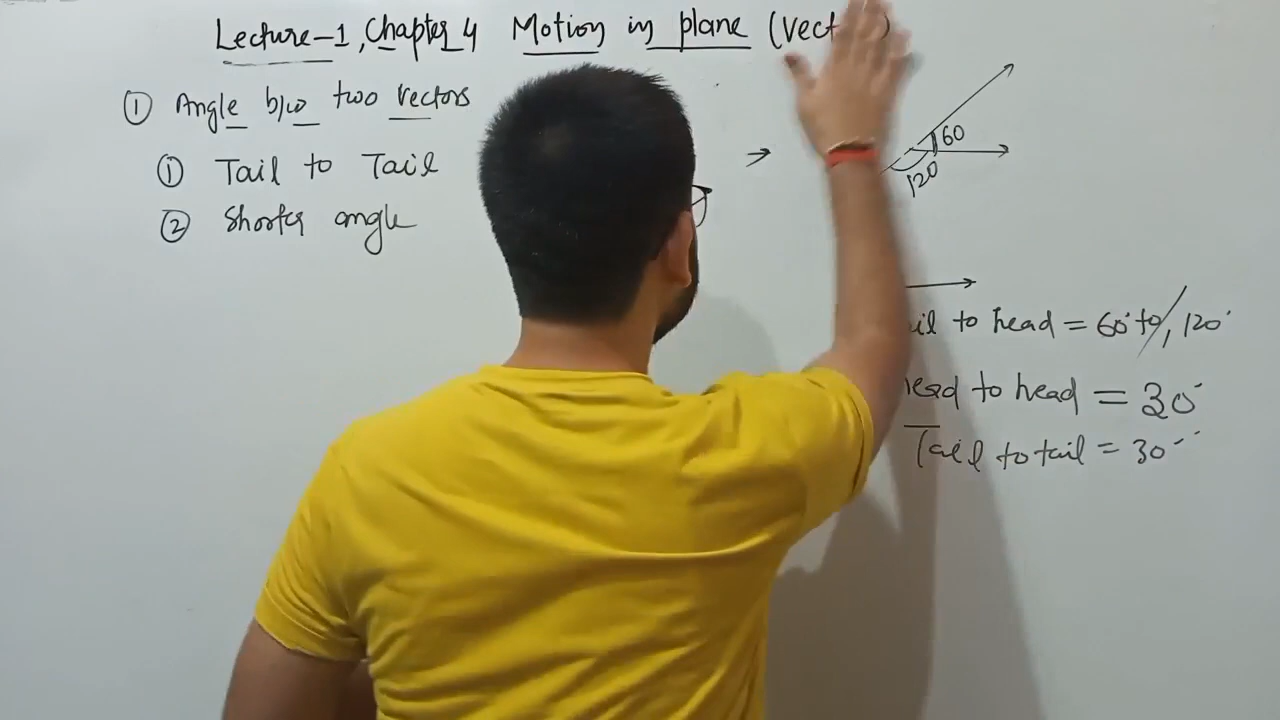 Lecture-1, Chapter 4 Motion in plane (Vect )
① Angle b/w two vectors
① Tail to Tail
② Shorter angle
60
120
il to head = 60° to/, 120°
head to head = 30°
Tail to tail = 30°